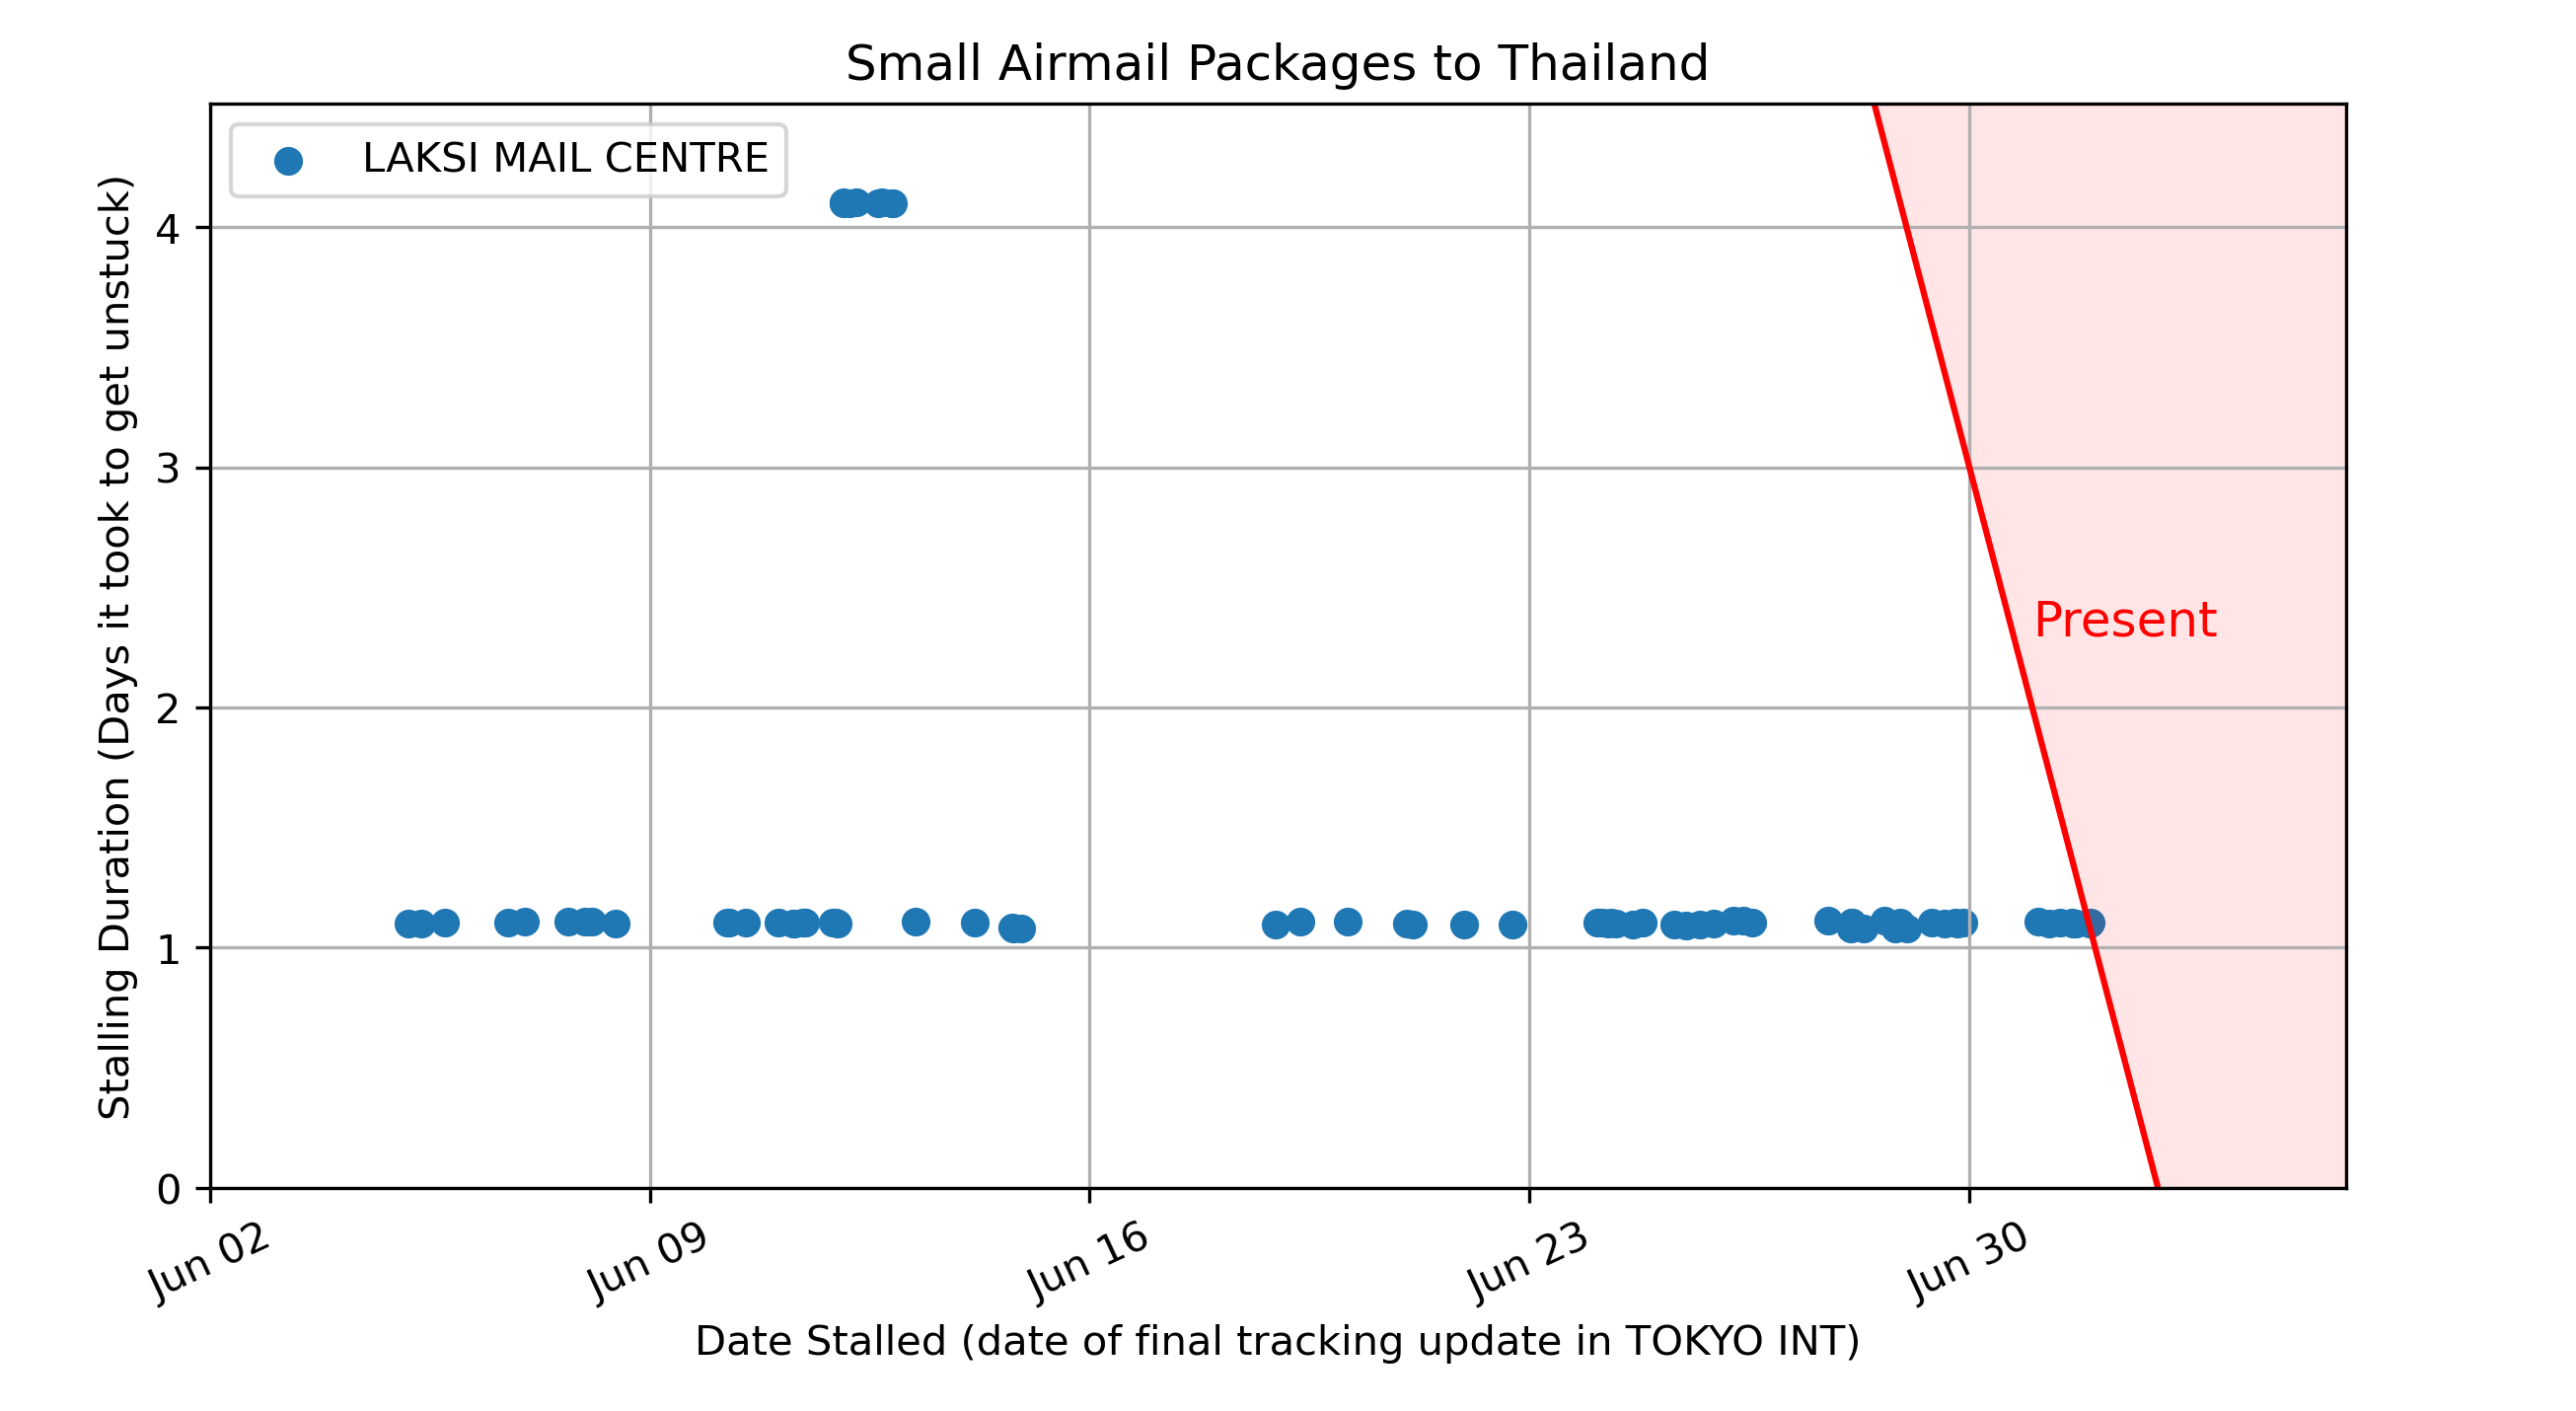 Small Airmail Packages to Thailand
LAKSI MAIL CENTRE
Stalling Duration (Days it took to get unstuck)
4
3
2
1
0
Present
Jun 02
Jun 09
Jun 16
Jun 23
Jun 30
Date Stalled (date of final tracking update in TOKYO INT)